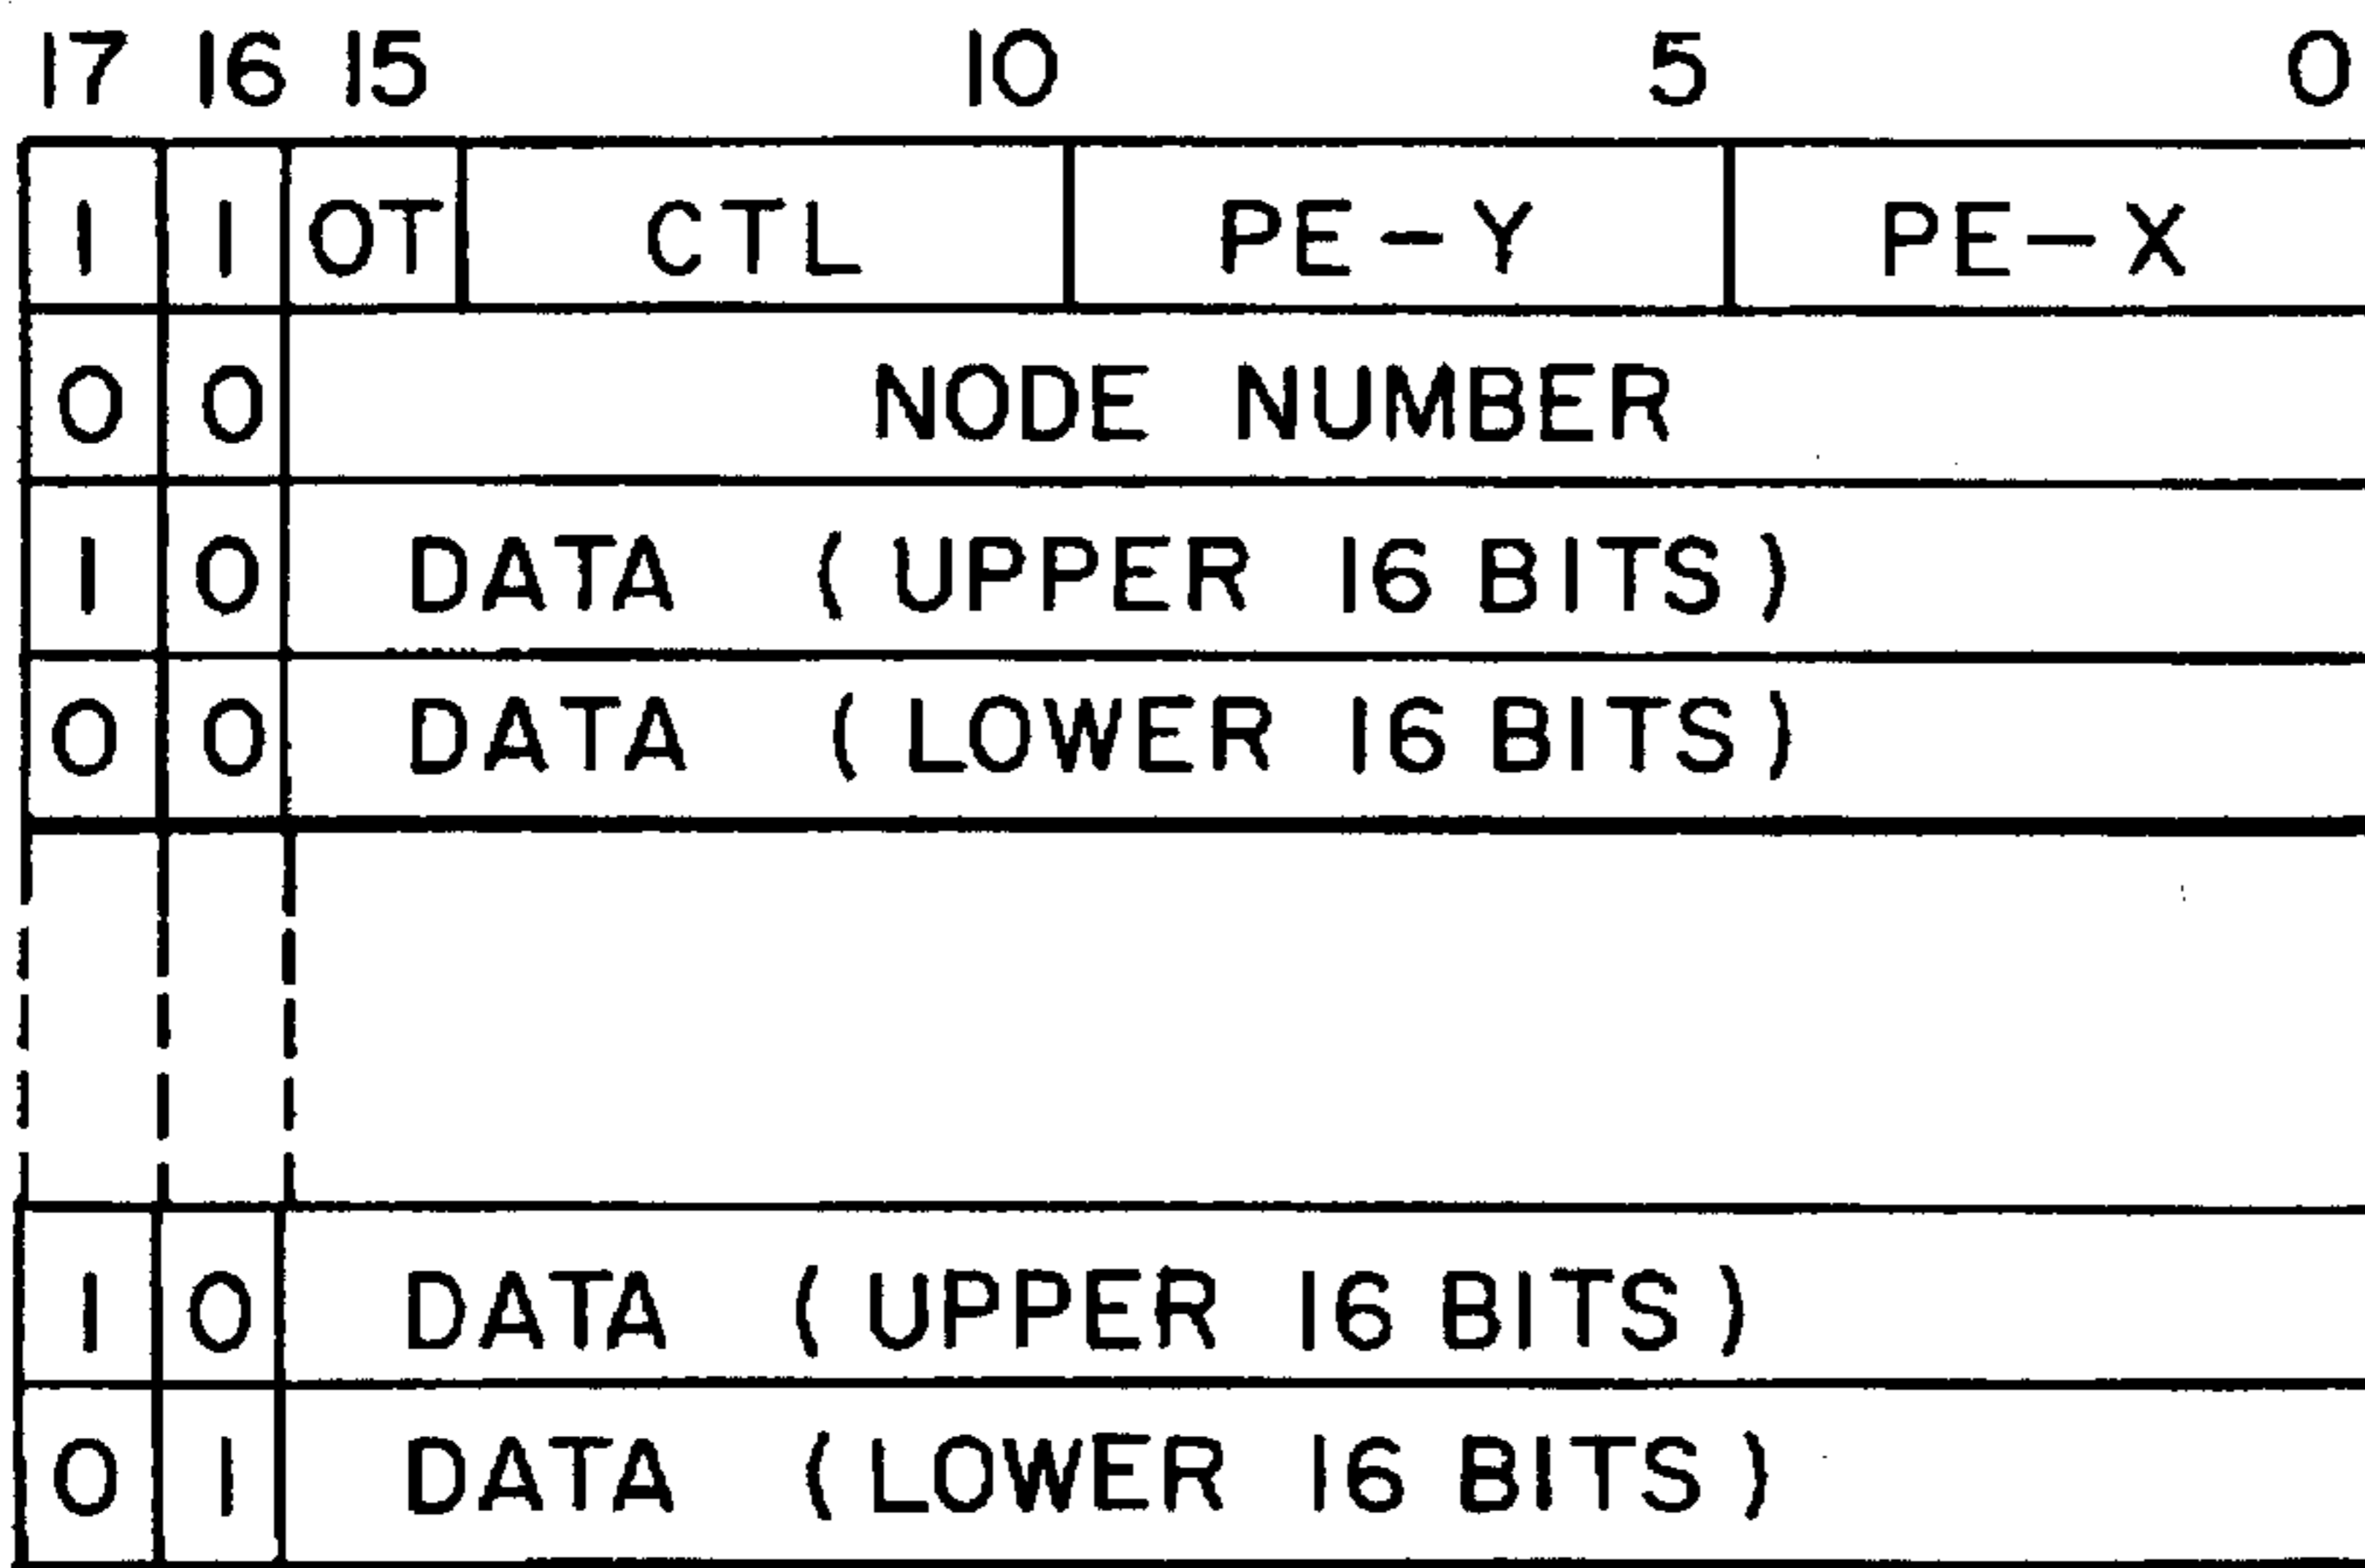 17 16 15 10 5 0
1 1 OT CTL PE-Y PE-X
0 0 NODE NUMBER
1 0 DATA (UPPER 16 BITS)
0 0 DATA (LOWER 16 BITS)
1 0 DATA (UPPER 16 BITS)
0 1 DATA (LOWER 16 BITS)